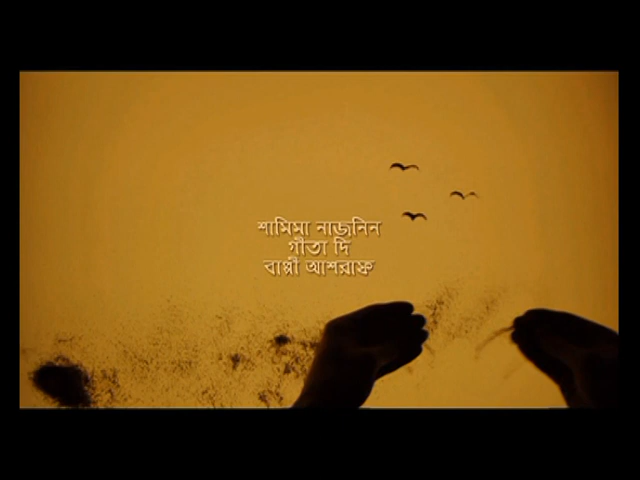 শামিমা নাজনিন
গীতা দি
বাপ্পী আশরাফ